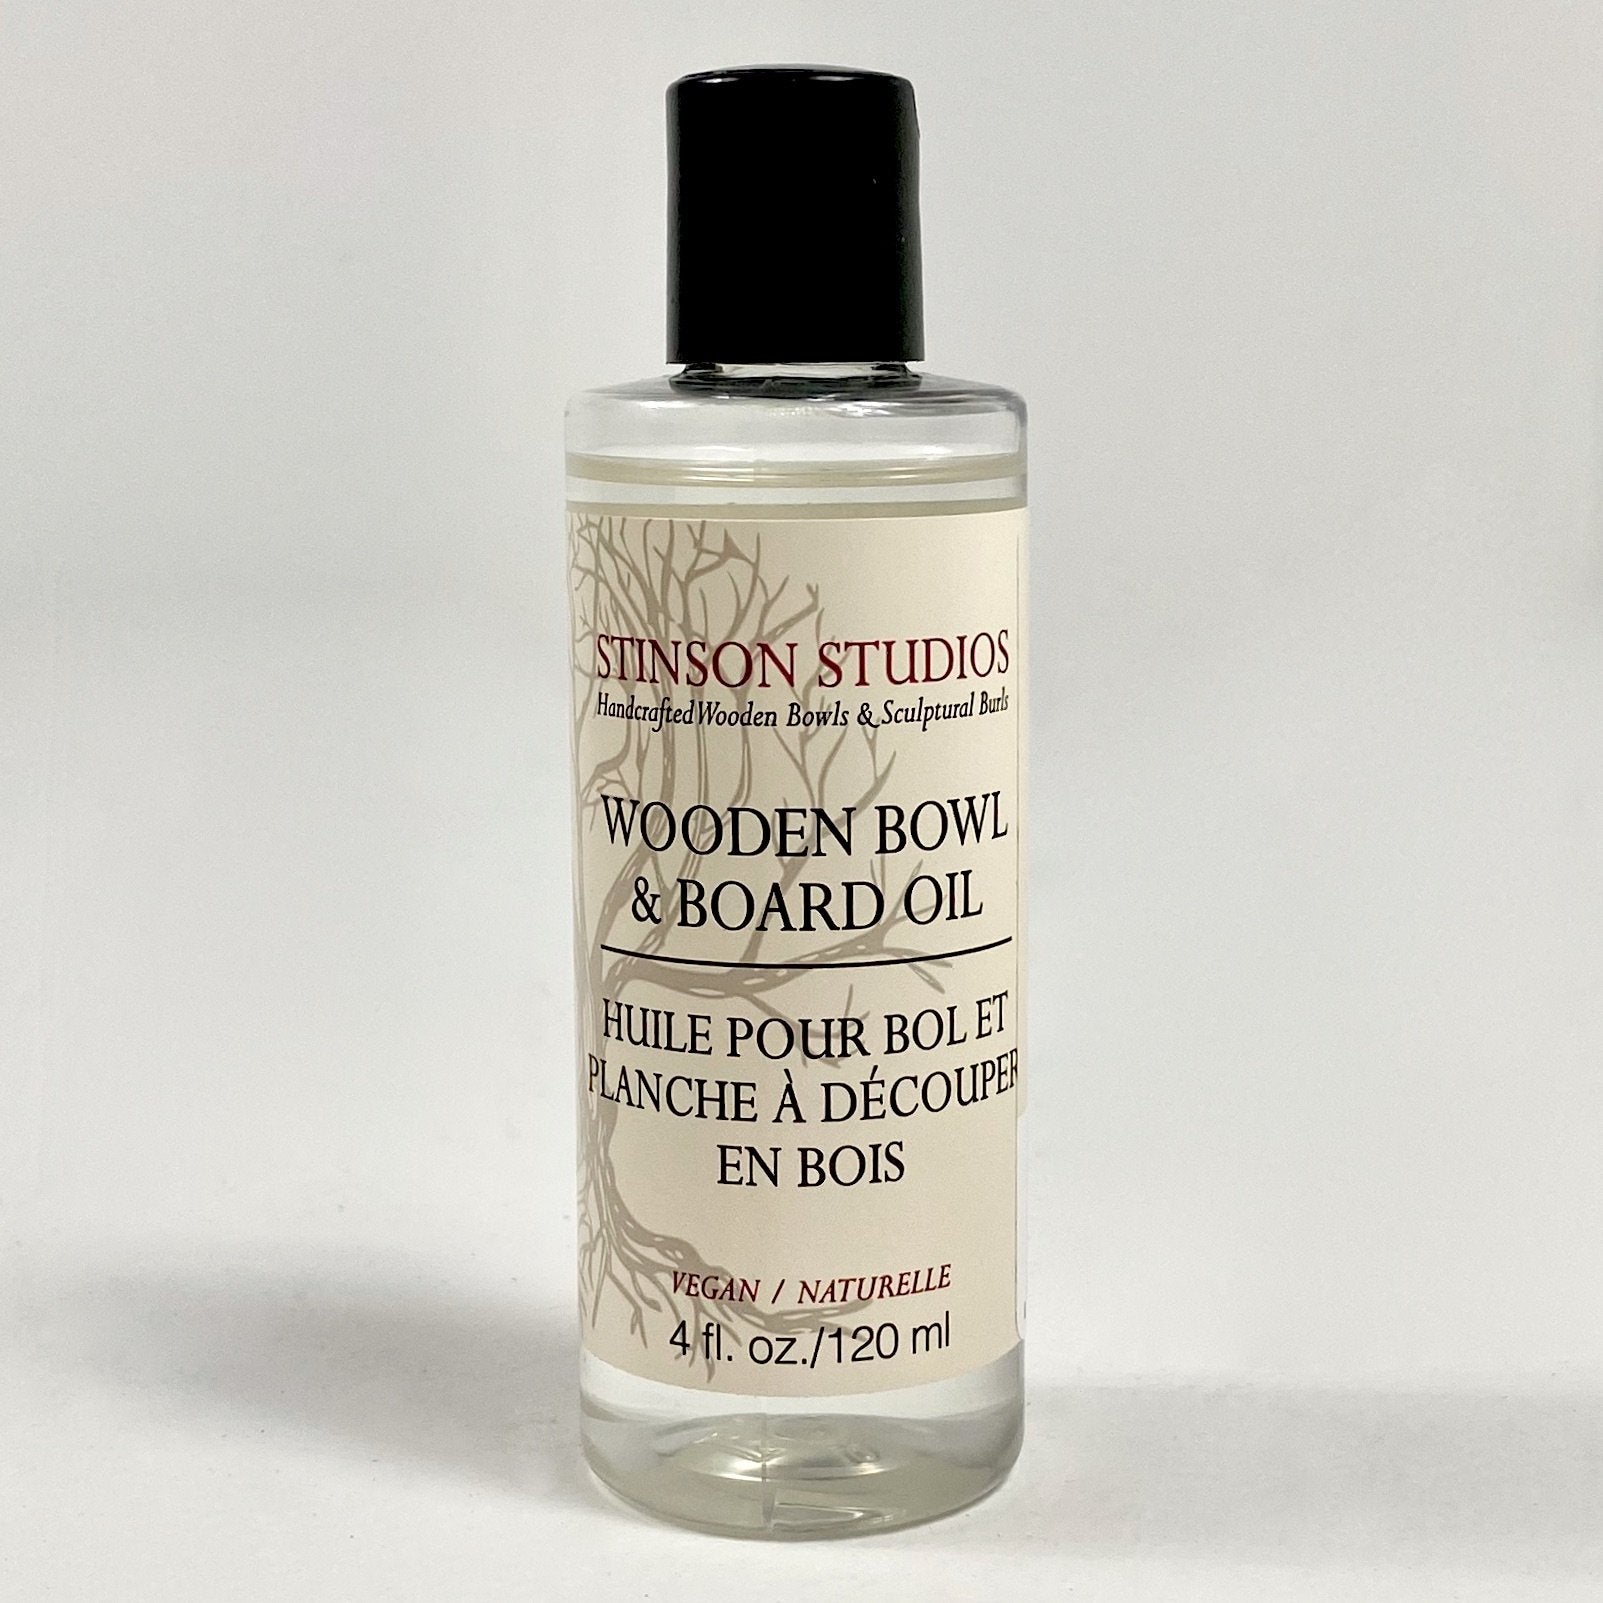 STINSON STUDIOS
Handcrafted Wooden Bowls & Sculptural Burls
WOODEN BOWL
& BOARD OIL
HUILE POUR BOL ET
PLANCHE À DÉCOUPER
EN BOIS
VEGAN / NATURELLE
4 fl. oz./120 ml